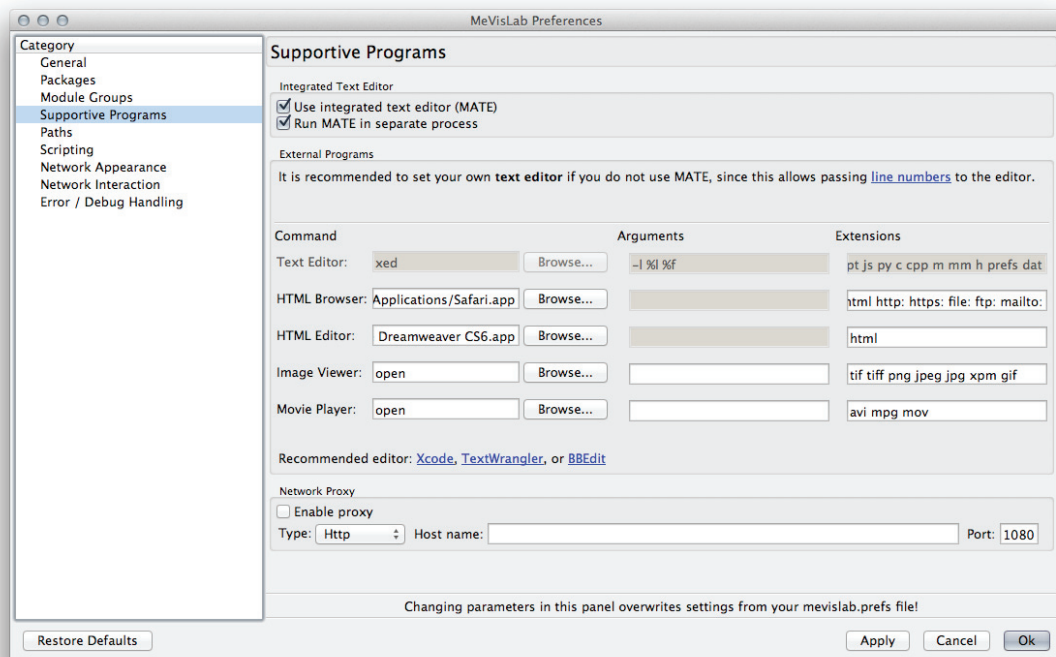 MeVisLab Preferences
Category
General
Packages
Module Groups
Supportive Programs
Paths
Scripting
Network Appearance
Network Interaction
Error / Debug Handling
Supportive Programs
Integrated Text Editor
Use integrated text editor (MATE)
Run MATE in separate process
External Programs
It is recommended to set your own text editor if you do not use MATE, since this allows passing line numbers to the editor.
Command Arguments Extensions
Text Editor: xed Browse... -l %l %f pt js py c cpp m mm h prefs dat
HTML Browser: Applications/Safari.app Browse... html http: https: file: ftp: mailto:
HTML Editor: Dreamweaver CS6.app Browse... html
Image Viewer: open Browse... tif tiff png jpeg jpg xpm gif
Movie Player: open Browse... avi mpg mov
Recommended editor: Xcode, TextWrangler, or BBEdit
Network Proxy
Enable proxy
Type: Http Host name: Port: 1080
Changing parameters in this panel overwrites settings from your mevislab.prefs file!
Restore Defaults Apply Cancel Ok